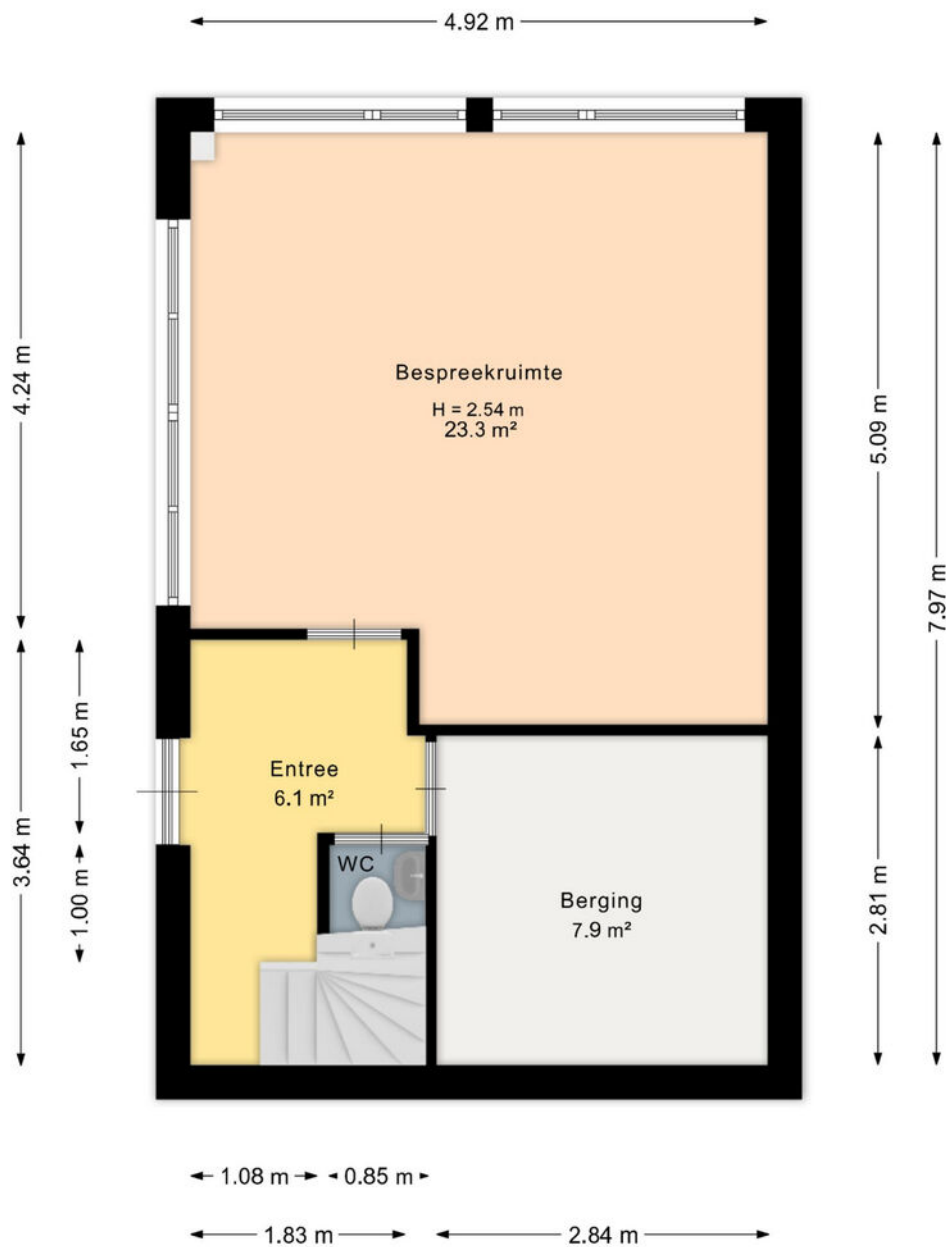 4.92 m
4.24 m
5.09 m
7.97 m
Bespreekruimte
H = 2.54 m
23.3 m²
1.65 m
3.64 m
1.00 m
Entree
6.1 m²
WC
Berging
7.9 m²
2.81 m
1.08 m
0.85 m
1.83 m
2.84 m